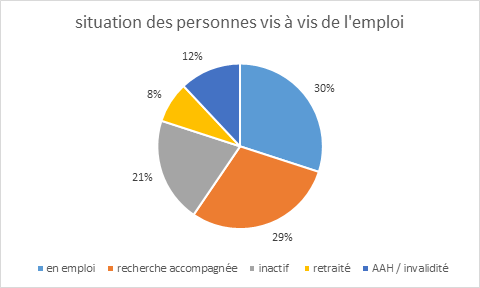 situation des personnes vis à vis de l'emploi
12%
30%
8%
21%
29%
en emploi recherche accompagnée inactif retraité AAH / invalidité